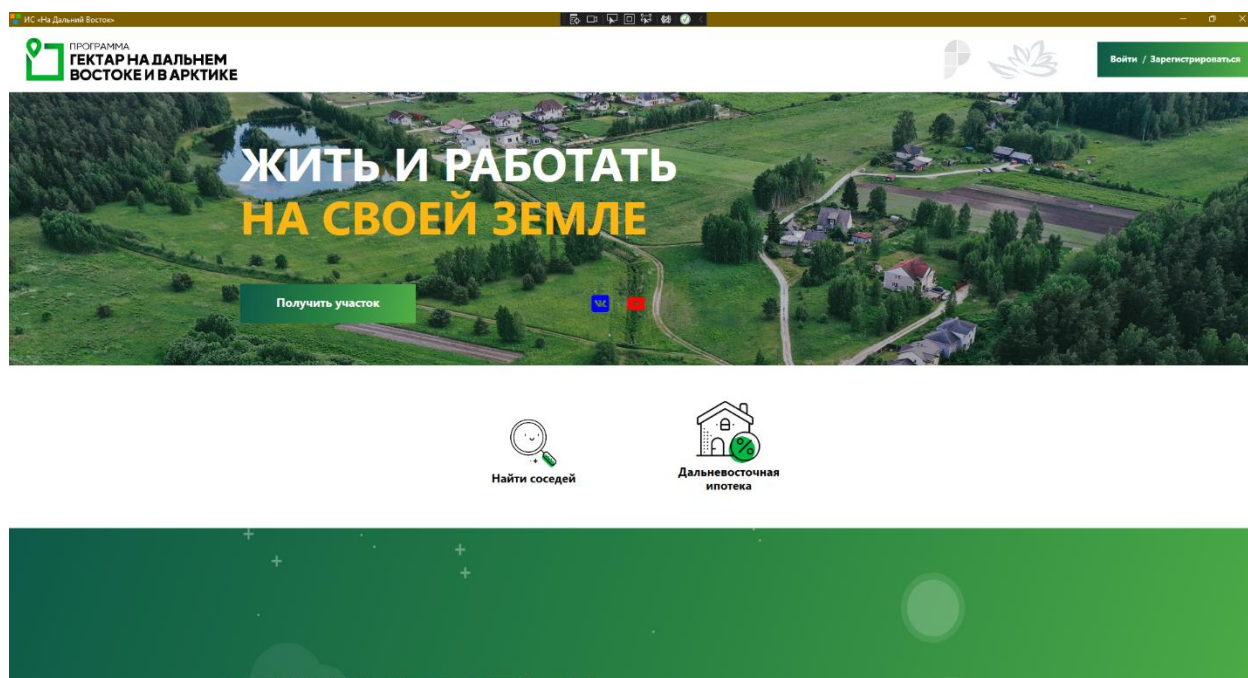 ИС «На Дальний Восток»
ПРОГРАММА
ГЕКТАР НА ДАЛЬНЕМ
ВОСТОКЕ И В АРКТИКЕ
Войти / Зарегистрироваться
ЖИТЬ И РАБОТАТЬ
НА СВОЕЙ ЗЕМЛЕ
Получить участок
Найти соседей
Дальневосточная
ипотека